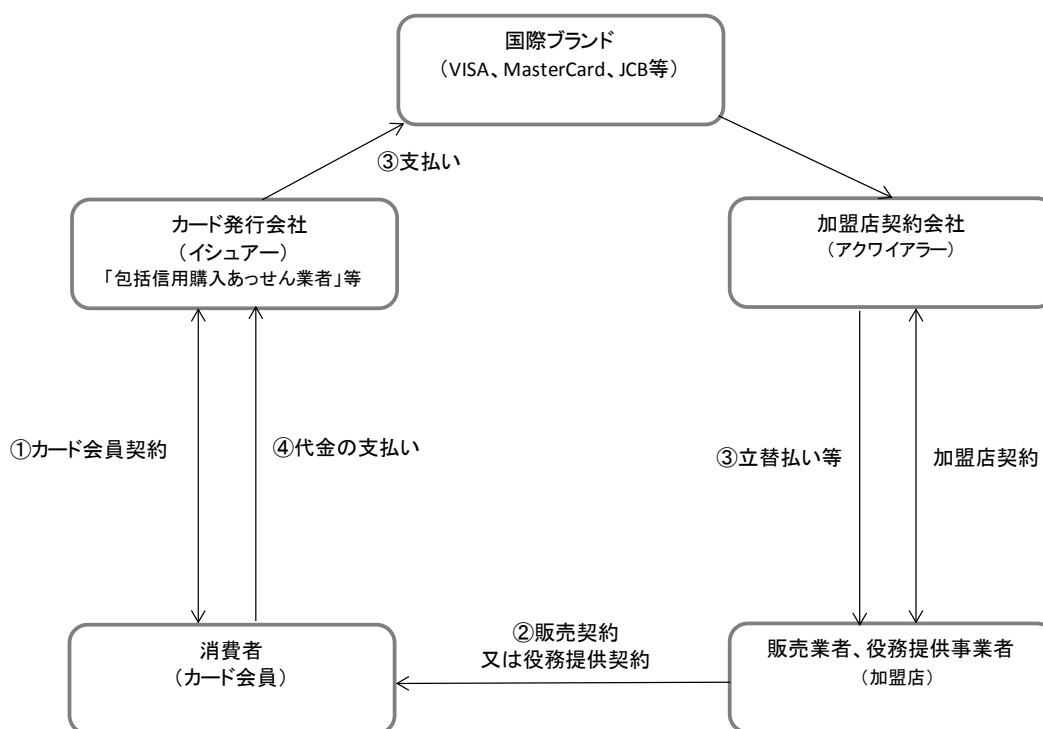 国際ブランド
（VISA、MasterCard、JCB等）
③支払い
カード発行会社
（イシュアー）
「包括信用購入あっせん業者」等
加盟店契約会社
（アクワイアラー）
①カード会員契約
④代金の支払い
③立替払い等
加盟店契約
消費者
（カード会員）
②販売契約
又は役務提供契約
販売業者、役務提供事業者
（加盟店）